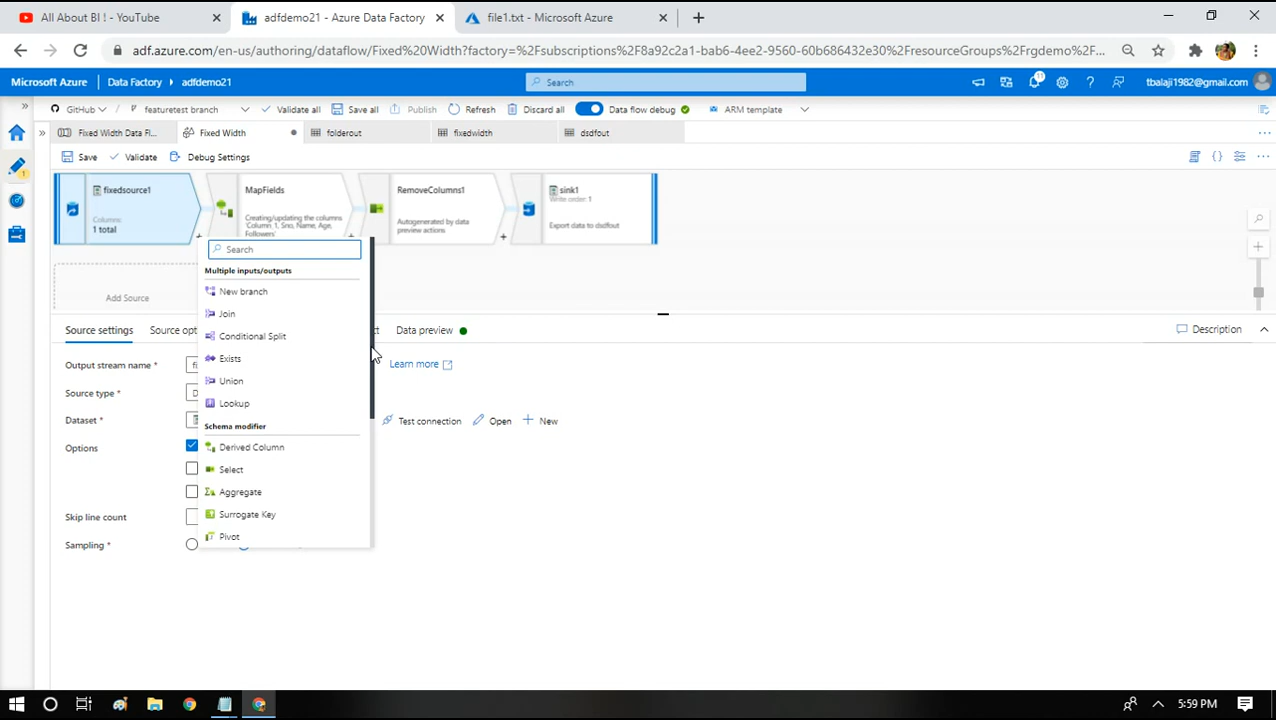 All About BI ! - YouTube
adfdemo21 - Azure Data Factory
file1.txt - Microsoft Azure
adf.azure.com/en-us/authoring/dataflow/Fixed%20Width?factory=%2Fsubscriptions%2F8a92c2a1-bab6-4ee2-9560-60b686432e30%2FresourceGroups%2Frgdemo%2F...
Microsoft Azure
Data Factory
adfdemo21
Search
11
tbalaji1982@gmail.com
GitHub
featuretest branch
Validate all
Save all
Publish
Refresh
Discard all
Data flow debug
ARM template
Fixed Width Data Fl...
Fixed Width
folderout
fixedwidth
dsdfout
Save
Validate
Debug Settings
fixedsource1
Columns:
1 total
MapFields
Creating/updating the columns
'Column_1, Sno, Name, Age,
Followers'
RemoveColumns1
Autogenerated by data
preview actions
sink1
Write order: 1
Export data to dsdfout
Add Source
Search
Multiple inputs/outputs
New branch
Join
Conditional Split
Exists
Union
Lookup
Schema modifier
Derived Column
Select
Aggregate
Surrogate Key
Pivot
Source settings
Source opt
ct
Data preview
Description
Output stream name *
Learn more
Source type *
Dataset *
Test connection
Open
New
Options
Skip line count
Sampling *
5:59 PM